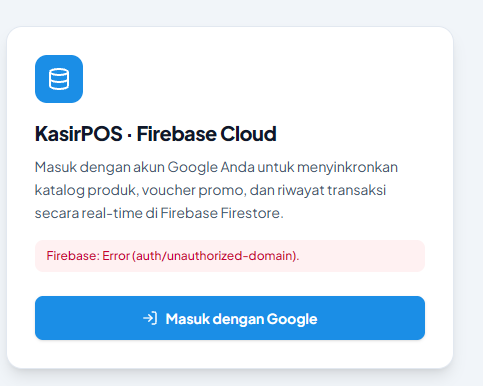 KasirPOS · Firebase Cloud
Masuk dengan akun Google Anda untuk menyinkronkan
katalog produk, voucher promo, dan riwayat transaksi
secara real-time di Firebase Firestore.
Firebase: Error (auth/unauthorized-domain).
Masuk dengan Google